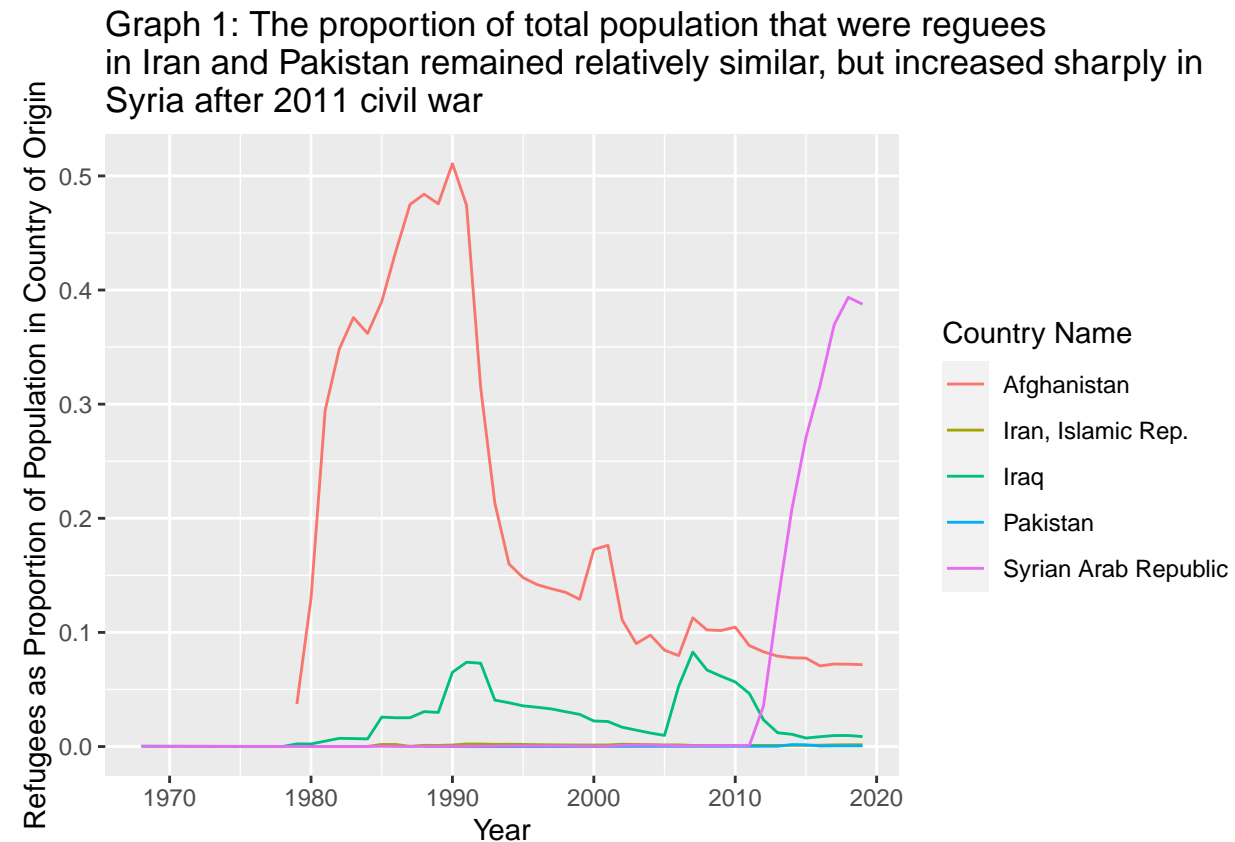 Graph 1: The proportion of total population that were reguees
in Iran and Pakistan remained relatively similar, but increased sharply in
Syria after 2011 civil war
Refugees as Proportion of Population in Country of Origin
0.5
0.4
0.3
0.2
0.1
0.0
1970
1980
1990
2000
2010
2020
Year
Country Name
Afghanistan
Iran, Islamic Rep.
Iraq
Pakistan
Syrian Arab Republic